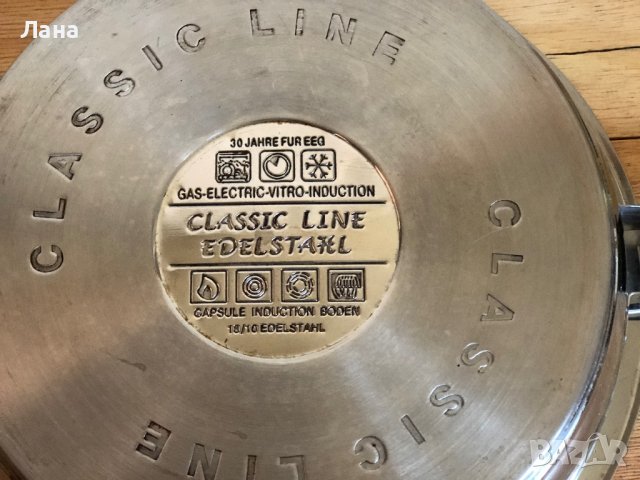 Лана
CLASSIC LINE
CLASSIC LINE
CLASSIC
30 JAHRE FUR EEG
GAS-ELECTRIC-VITRO-INDUCTION
CLASSIC LINE
EDELSTAHL
CAPSULE INDUCTION BODEN
18/10 EDELSTAHL
BAZAR